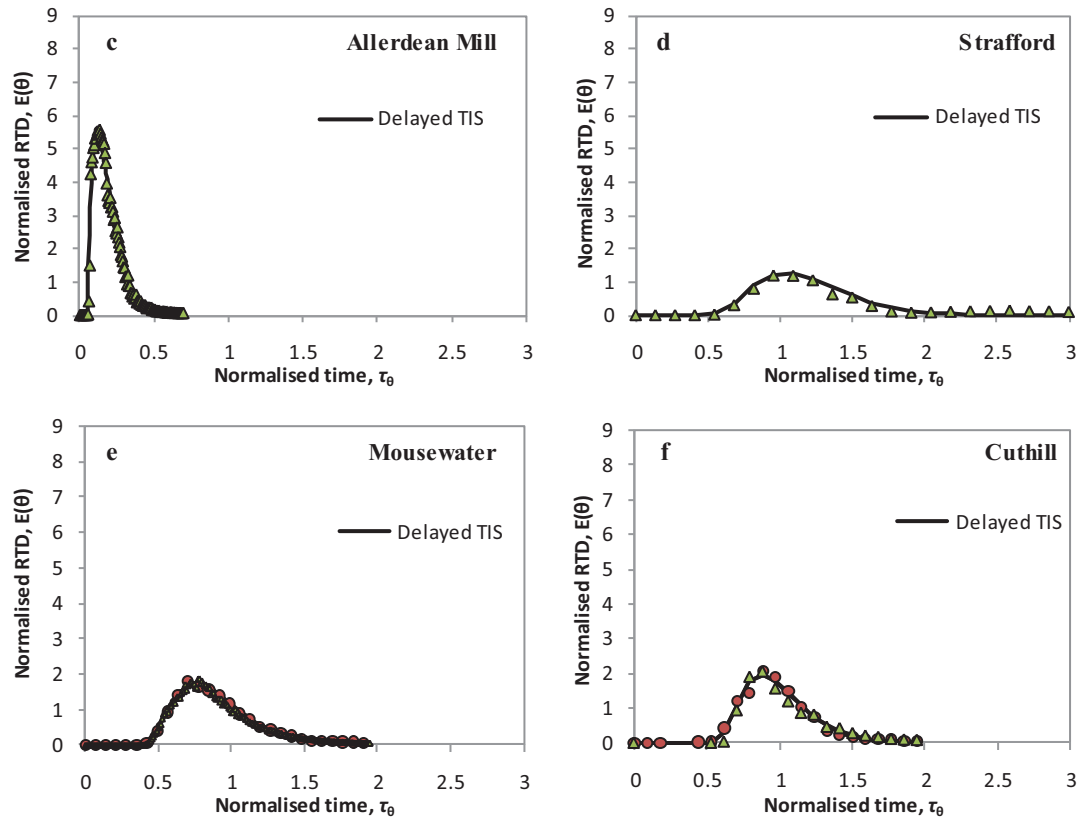 c
Allerdean Mill
Normalised RTD, E(θ)
9
8
7
6
5
4
3
2
1
0
Delayed TIS
0 0.5 1 1.5 2 2.5 3
Normalised time, τθ
d
Strafford
Normalised RTD, E(θ)
9
8
7
6
5
4
3
2
1
0
Delayed TIS
0 0.5 1 1.5 2 2.5 3
Normalised time, τθ
e
Mousewater
Normalised RTD, E(θ)
9
8
7
6
5
4
3
2
1
0
Delayed TIS
0 0.5 1 1.5 2 2.5 3
Normalised time, τθ
f
Cuthill
Normalised RTD, E(θ)
9
8
7
6
5
4
3
2
1
0
Delayed TIS
0 0.5 1 1.5 2 2.5 3
Normalised time, τθ